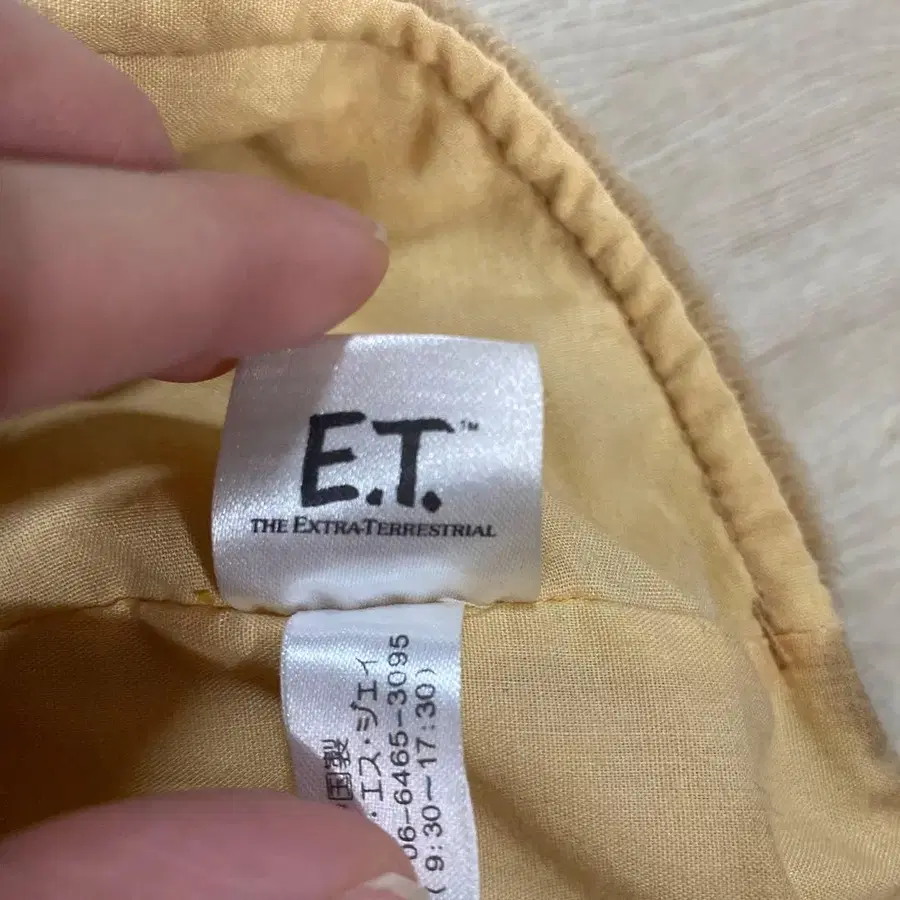 E.T.™
THE EXTRA-TERRESTRIAL
国製
・エス・ジェイ
06-6465-3095
(9:30~17:30)